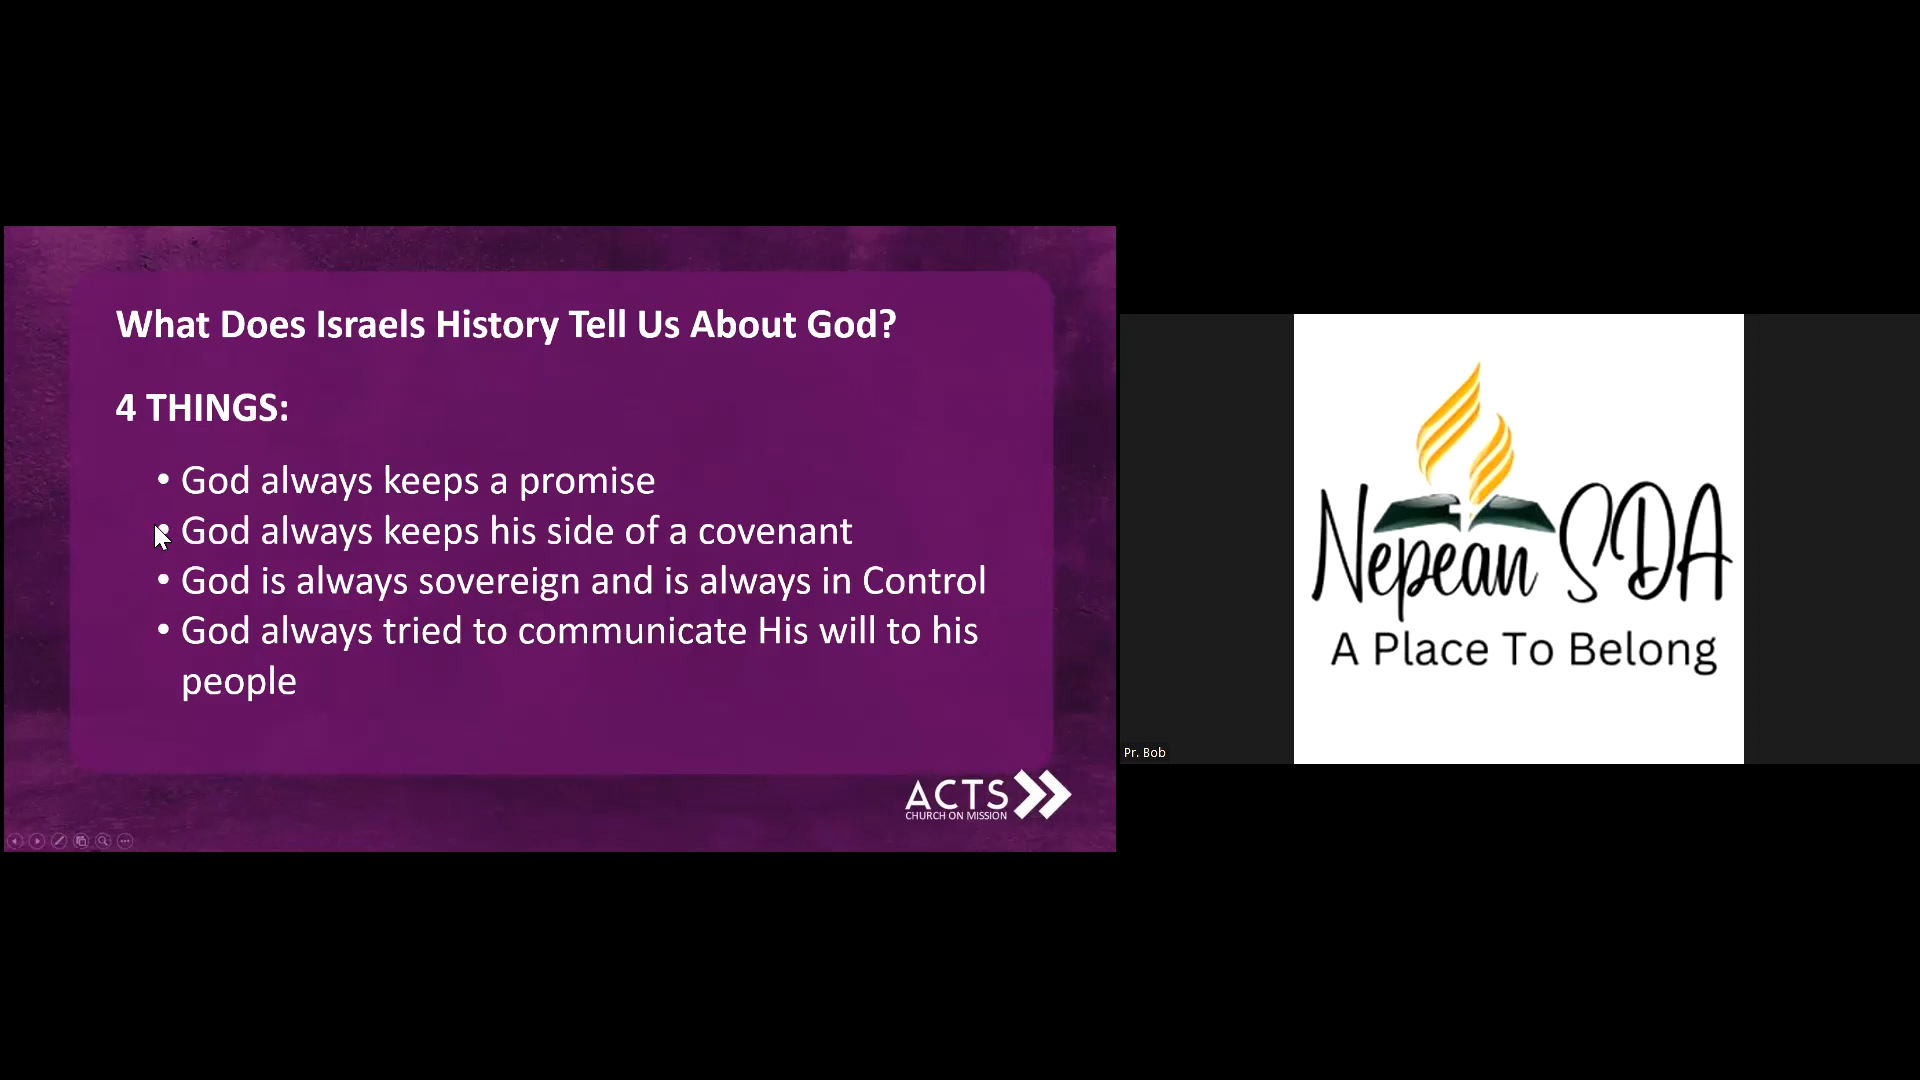 What Does Israels History Tell Us About God?
4 THINGS:
• God always keeps a promise
• God always keeps his side of a covenant
• God is always sovereign and is always in Control
• God always tried to communicate His will to his
people
ACTS
CHURCH ON MISSION
Nepean SDA
A Place To Belong
Pr. Bob